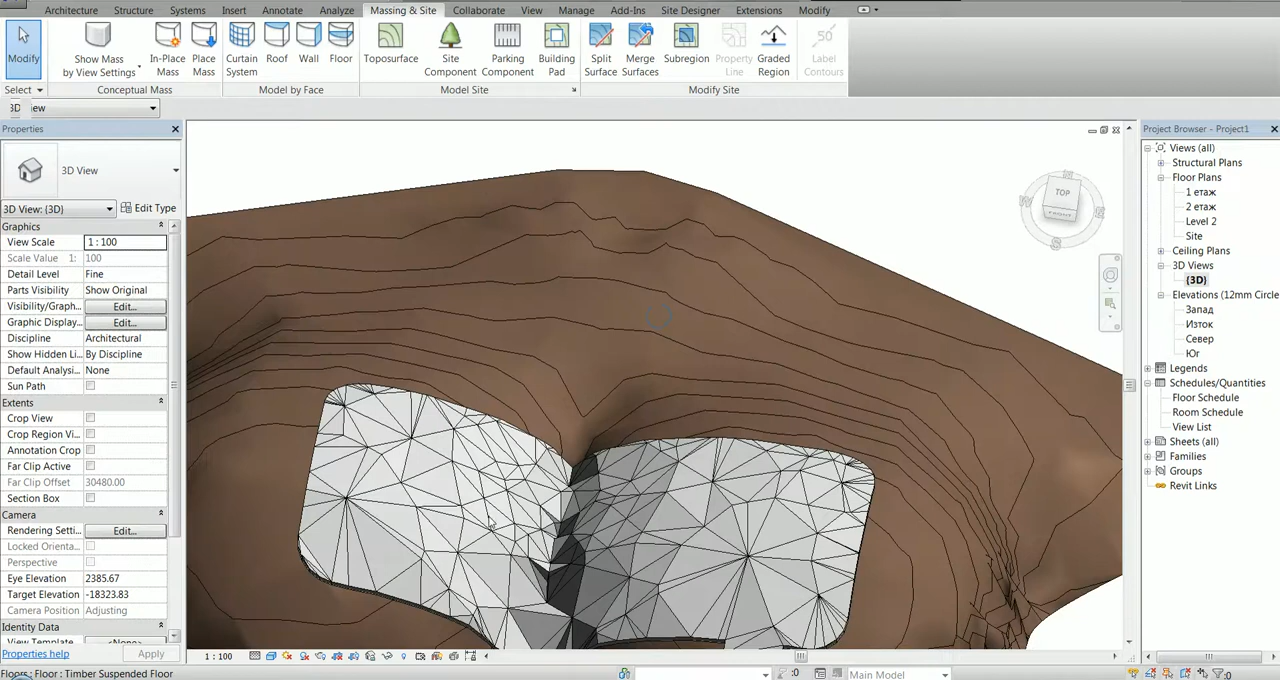 Architecture Structure Systems Insert Annotate Analyze Massing & Site Collaborate View Manage Add-Ins Site Designer Extensions Modify
Modify
Show Mass
by View Settings
In-Place
Mass
Place
Mass
Curtain
System
Roof
Wall
Floor
Toposurface
Site
Component
Parking
Component
Building
Pad
Split
Surface
Merge
Surfaces
Subregion
Property
Line
Graded
Region
50
Label
Contours
Select
Conceptual Mass
Model by Face
Model Site
Modify Site
Properties
3D View
3D View: {3D}
Edit Type
Graphics
View Scale 1 : 100
Scale Value 1: 100
Detail Level Fine
Parts Visibility Show Original
Visibility/Graph... Edit...
Graphic Display... Edit...
Discipline Architectural
Show Hidden Li... By Discipline
Default Analysi... None
Sun Path
Extents
Crop View
Crop Region Vi...
Annotation Crop
Far Clip Active
Far Clip Offset 30480.00
Section Box
Camera
Rendering Setti... Edit...
Locked Orienta...
Perspective
Eye Elevation 2385.67
Target Elevation -18323.83
Camera Position Adjusting
Identity Data
View Template <None>
Properties help
Apply
TOP
1 : 100
Floors : Floor : Timber Suspended Floor
:0
Main Model
:0
Project Browser - Project1
Views (all)
Structural Plans
Floor Plans
1 етаж
2 етаж
Level 2
Site
Ceiling Plans
3D Views
{3D}
Elevations (12mm Circle
Запад
Изток
Север
Юг
Legends
Schedules/Quantities
Floor Schedule
Room Schedule
View List
Sheets (all)
Families
Groups
Revit Links